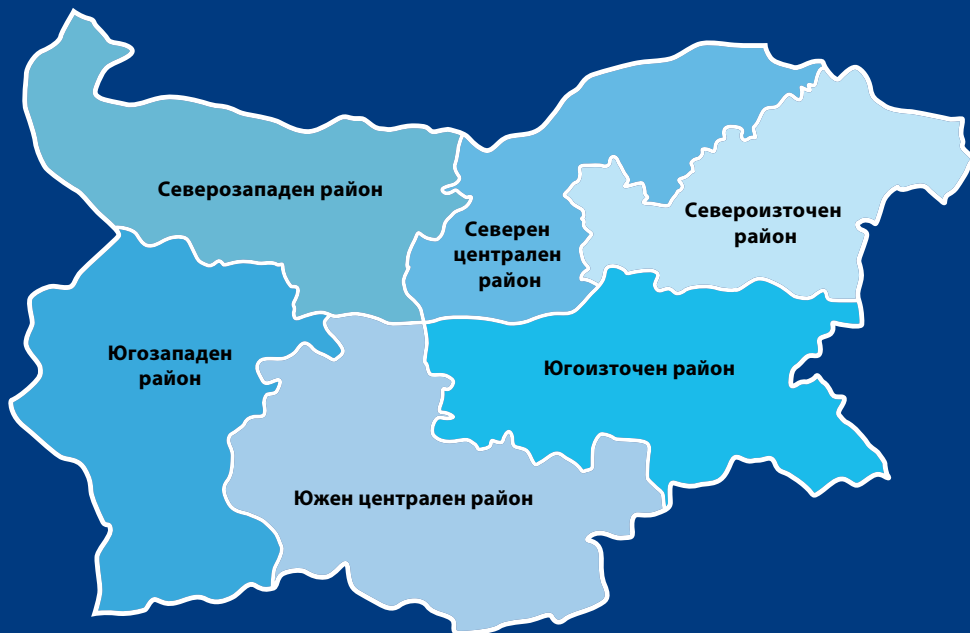 Северозападен район
Североизточен
район
Северен
централен
район
Югозападен
район
Югоизточен район
Южен централен район